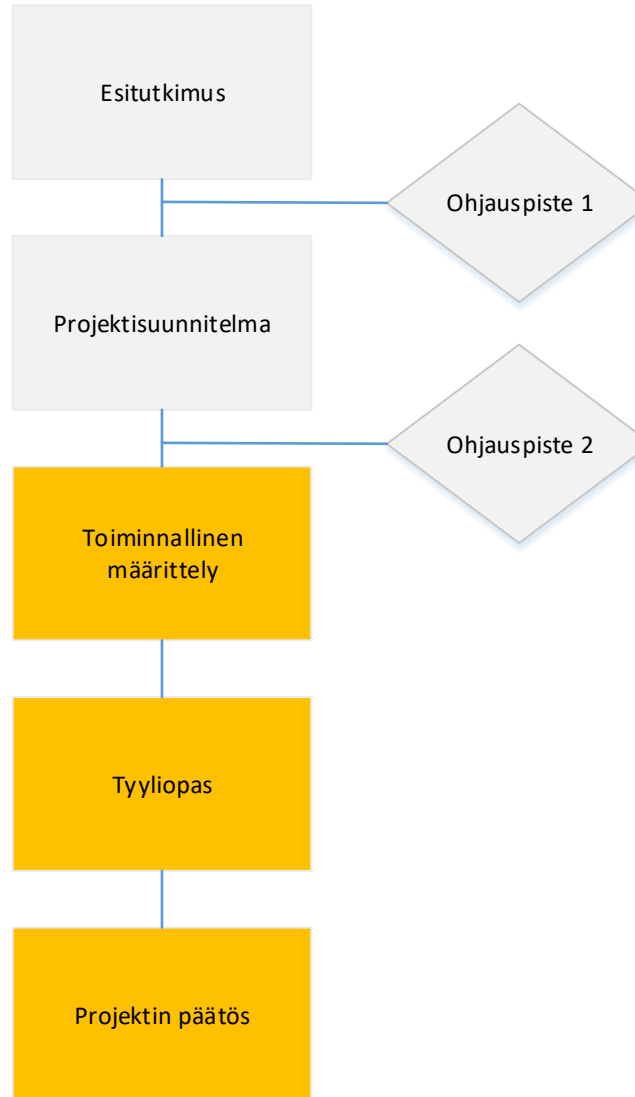 Esitutkimus
Ohjauspiste 1
Projektisuunnitelma
Ohjauspiste 2
Toiminnallinen
määrittely
Tyyliopas
Projektin päätös